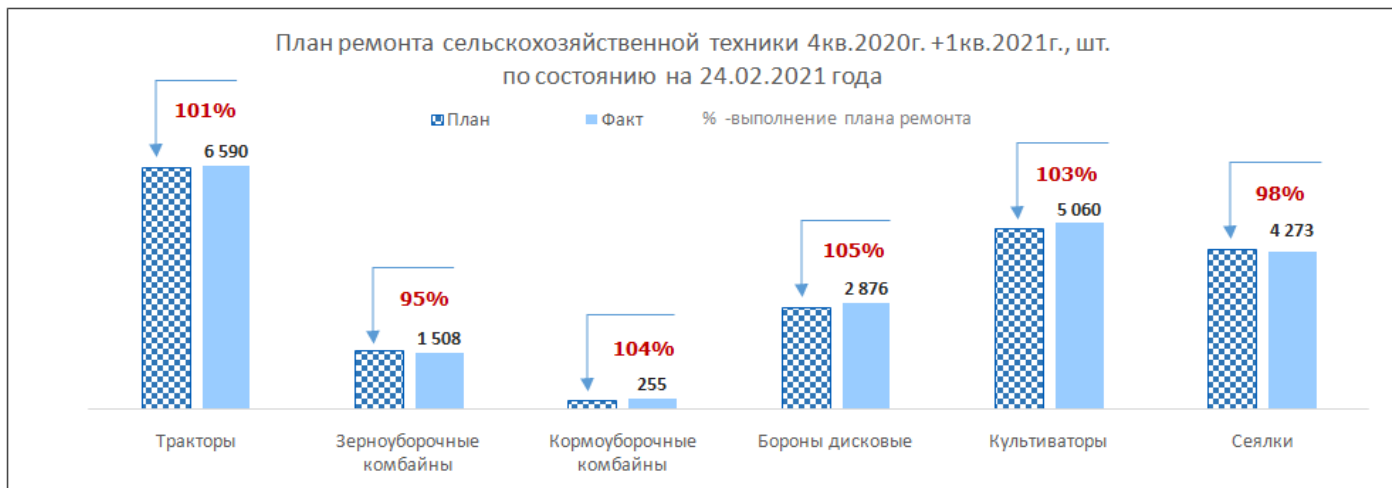 План ремонта сельскохозяйственной техники 4кв.2020г. +1кв.2021г., шт.
по состоянию на 24.02.2021 года
План
Факт
% -выполнение плана ремонта
101%
6 590
95%
1 508
104%
255
105%
2 876
103%
5 060
98%
4 273
Тракторы
Зерноуборочные
комбайны
Кормоуборочные
комбайны
Бороны дисковые
Культиваторы
Сеялки